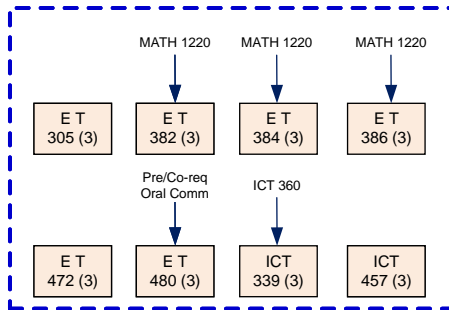 MATH 1220 MATH 1220 MATH 1220
E T E T E T E T
305 (3) 382 (3) 384 (3) 386 (3)
Pre/Co-req ICT 360
Oral Comm
E T E T ICT ICT
472 (3) 480 (3) 339 (3) 457 (3)